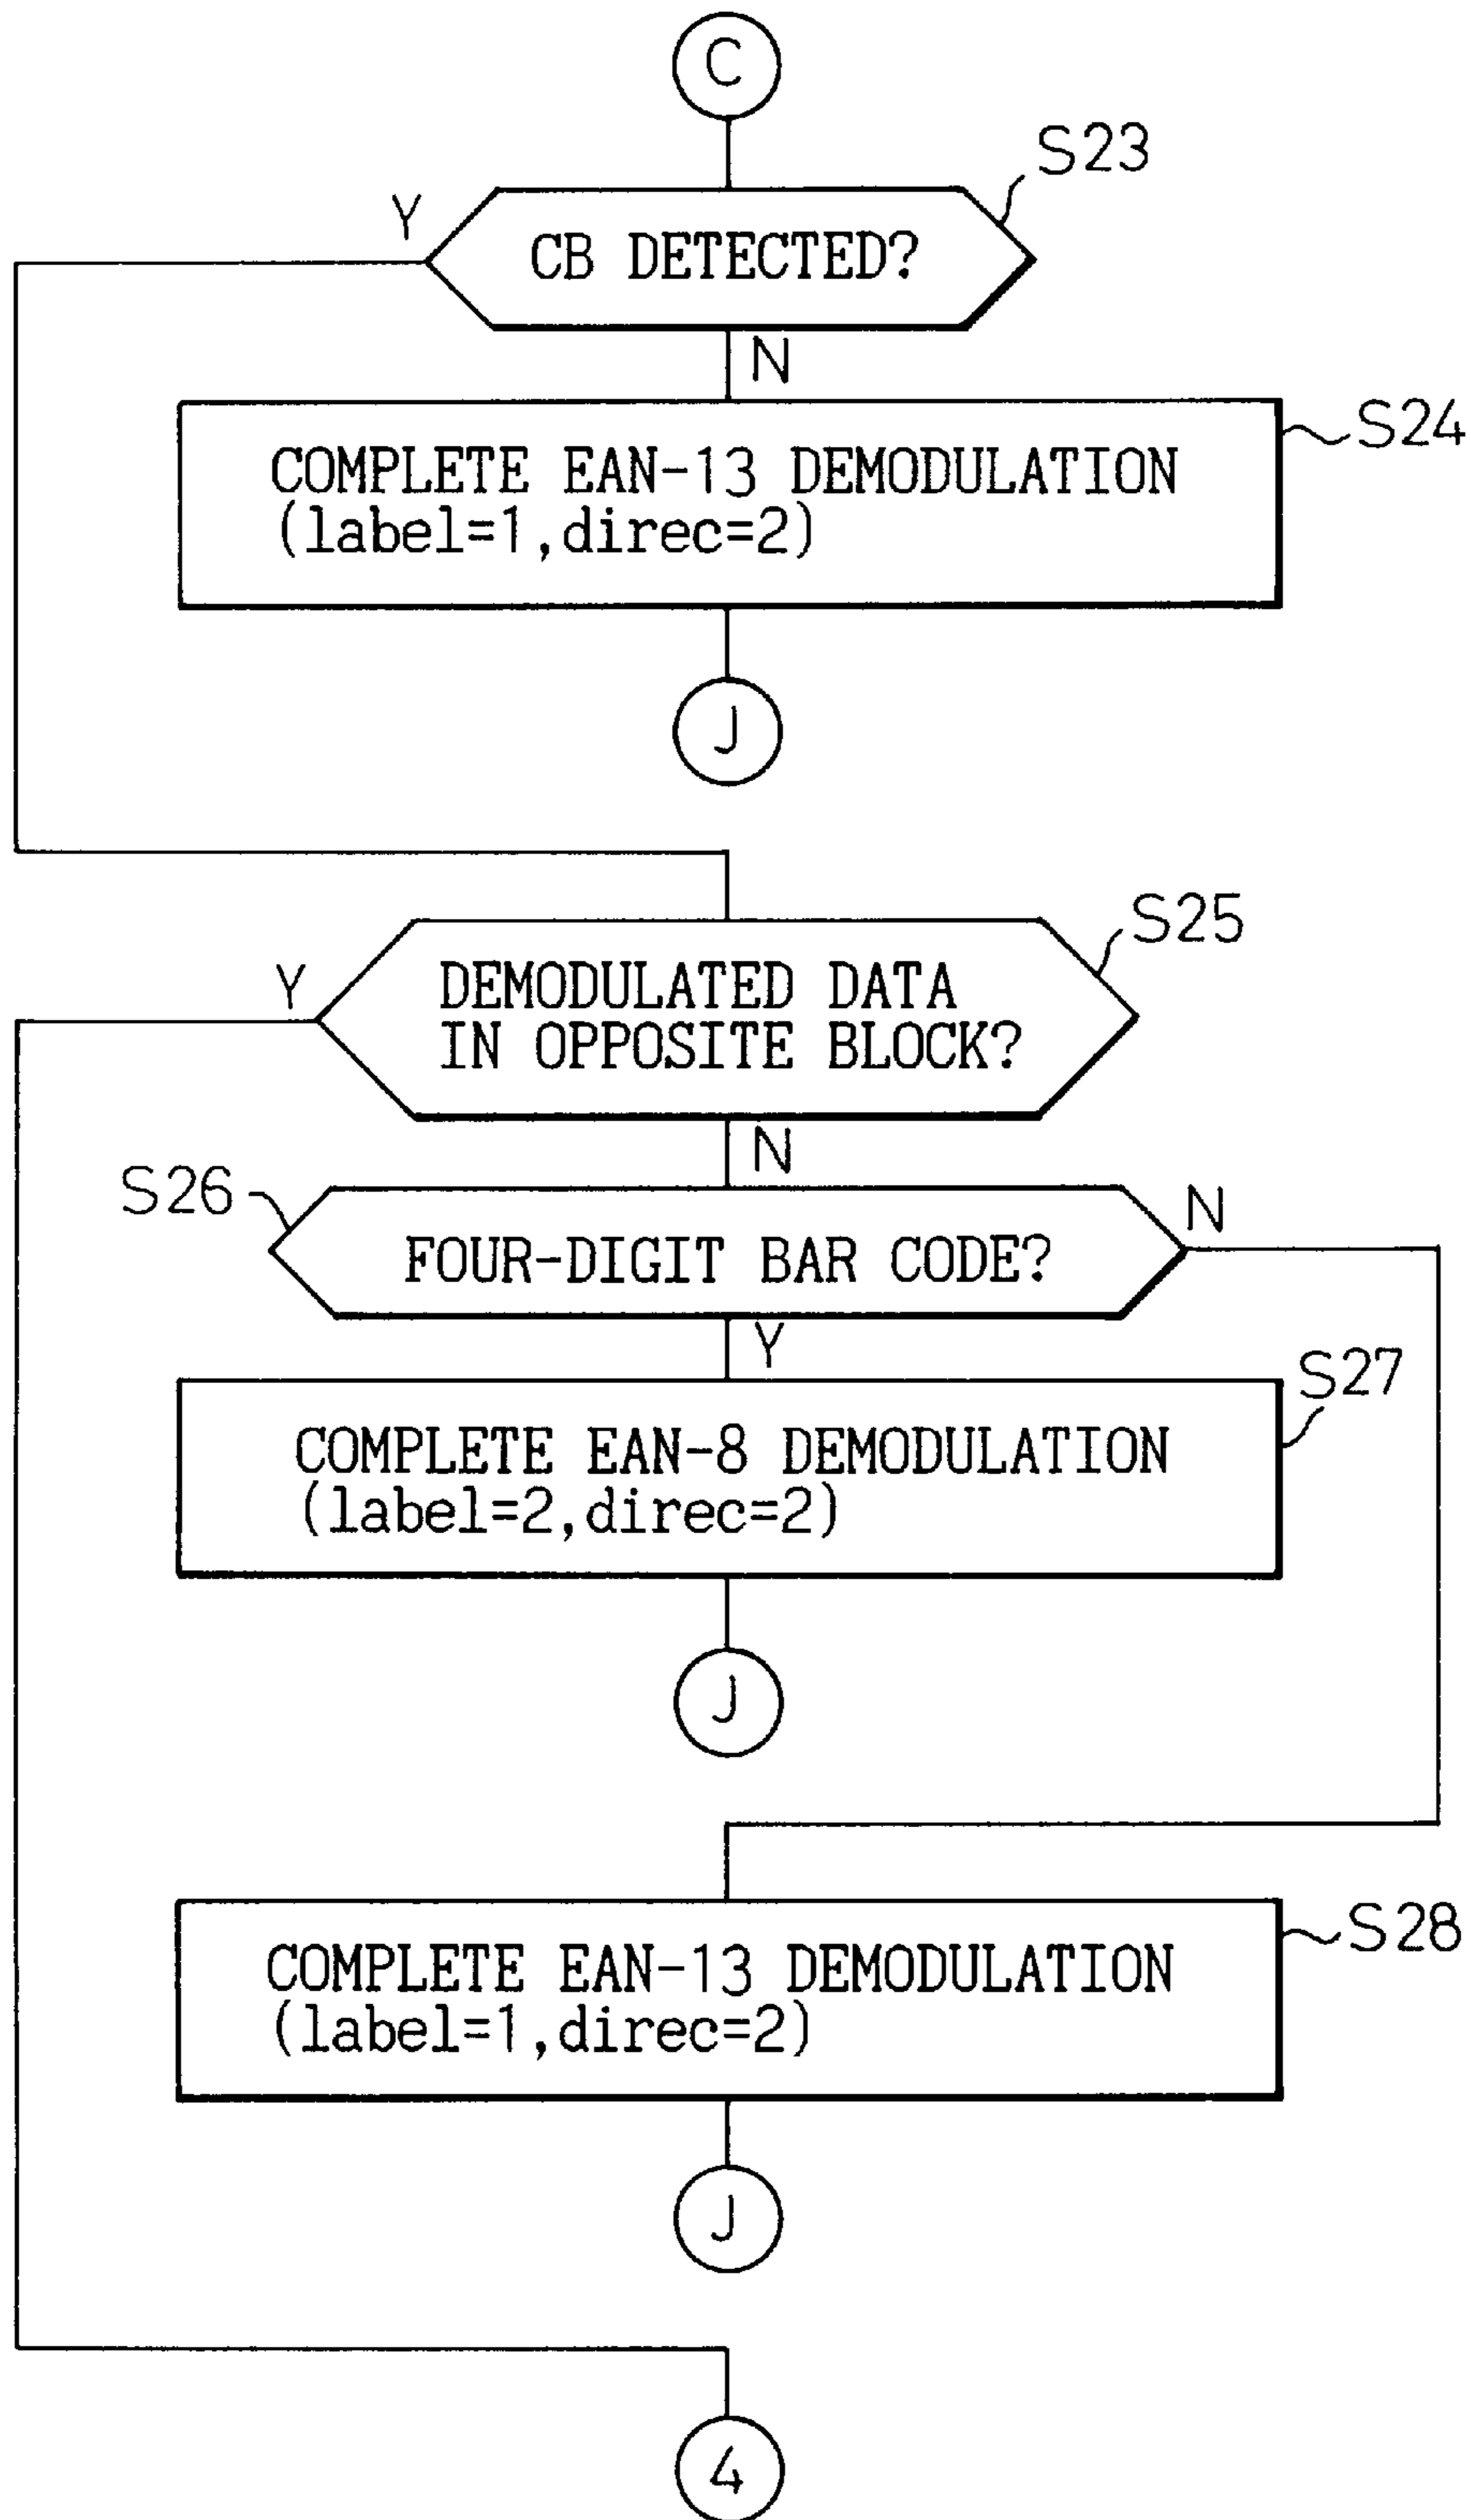 C
S23
Y
CB DETECTED?
N
S24
COMPLETE EAN-13 DEMODULATION
(label=1,direc=2)
J
S25
Y
DEMODULATED DATA
IN OPPOSITE BLOCK?
N
S26
N
FOUR-DIGIT BAR CODE?
Y
S27
COMPLETE EAN-8 DEMODULATION
(label=2,direc=2)
J
S28
COMPLETE EAN-13 DEMODULATION
(label=1,direc=2)
J
4